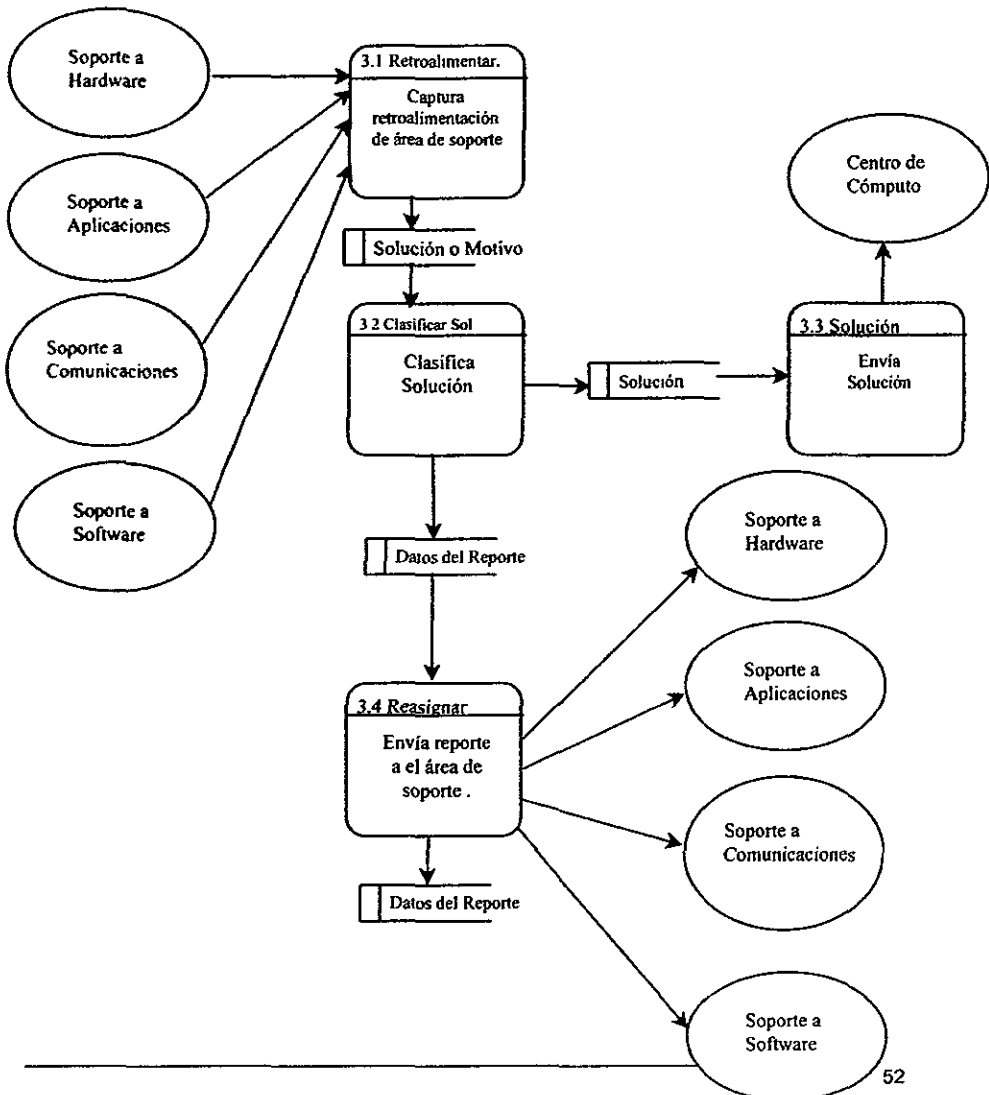 Soporte a
Hardware
3.1 Retroalimentar.
Captura
retroalimentación
de área de soporte
Centro de
Cómputo
Soporte a
Aplicaciones
Solución o Motivo
3 2 Clasificar Sol
Clasifica
Solución
3.3 Solución
Envía
Solución
Soporte a
Comunicaciones
Solución
Soporte a
Software
Soporte a
Hardware
Datos del Reporte
Soporte a
Aplicaciones
3.4 Reasignar
Envía reporte
a el área de
soporte .
Soporte a
Comunicaciones
Datos del Reporte
Soporte a
Software
52